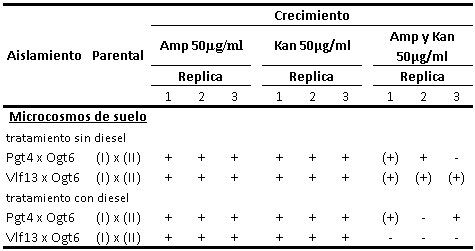 Crecimiento
Aislamiento Parental Amp 50µg/ml Kan 50µg/ml Amp y Kan 50µg/ml
Replica Replica Replica
1 2 3 1 2 3 1 2 3
Microcosmos de suelo
tratamiento sin diesel
Pgt4 x Ogt6 (I) x (II) + + + + + + (+) + -
Vlf13 x Ogt6 (I) x (II) + + + + + + (+) (+) (+)
tratamiento con diesel
Pgt4 x Ogt6 (I) x (II) + + + + + + (+) - +
Vlf13 x Ogt6 (I) x (II) + + + + + + - - -